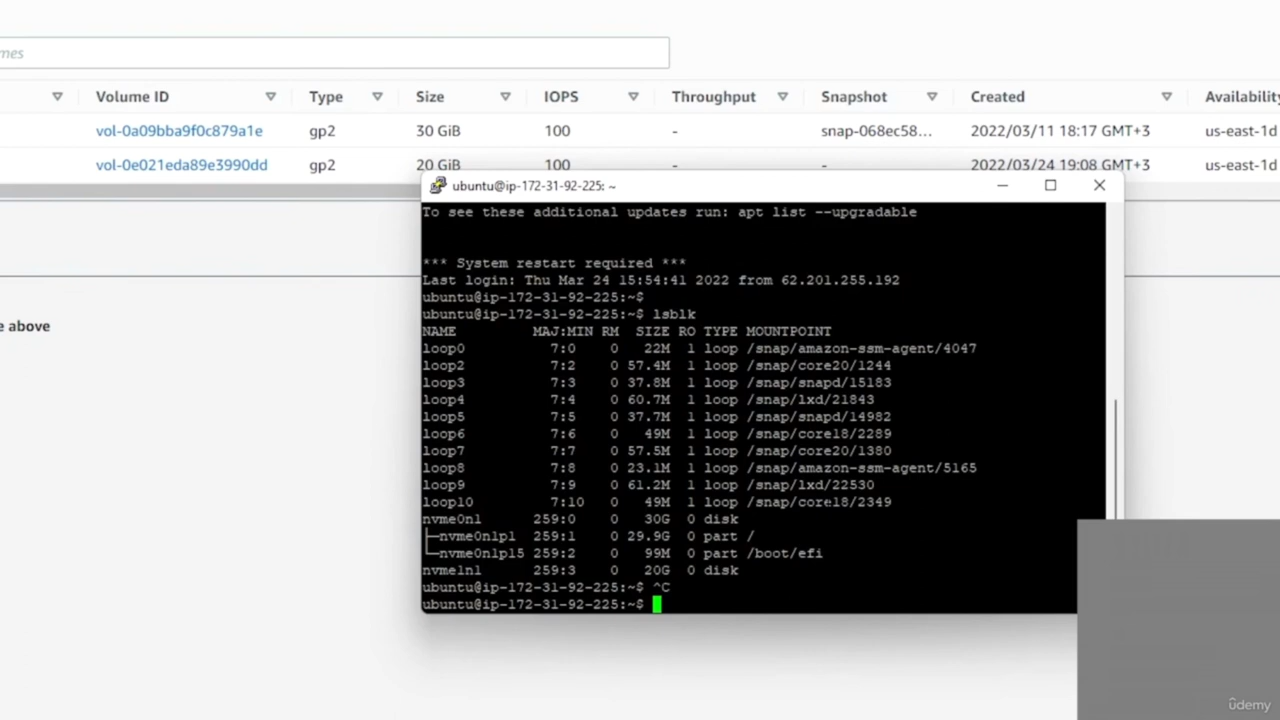 mes
Volume ID Type Size IOPS Throughput Snapshot Created Availability
vol-0a09bba9f0c879a1e gp2 30 GiB 100 - snap-068ec58... 2022/03/11 18:17 GMT+3 us-east-1d
vol-0e021eda89e3990dd gp2 20 GiB 100 - - 2022/03/24 19:08 GMT+3 us-east-1d
e above
ubuntu@ip-172-31-92-225: ~
To see these additional updates run: apt list --upgradable
*** System restart required ***
Last login: Thu Mar 24 15:54:41 2022 from 62.201.255.192
ubuntu@ip-172-31-92-225:~$
ubuntu@ip-172-31-92-225:~$ lsblk
NAME MAJ:MIN RM SIZE RO TYPE MOUNTPOINT
loop0 7:0 0 22M 1 loop /snap/amazon-ssm-agent/4047
loop2 7:2 0 57.4M 1 loop /snap/core20/1244
loop3 7:3 0 37.8M 1 loop /snap/snapd/15183
loop4 7:4 0 60.7M 1 loop /snap/lxd/21843
loop5 7:5 0 37.7M 1 loop /snap/snapd/14982
loop6 7:6 0 49M 1 loop /snap/core18/2289
loop7 7:7 0 57.5M 1 loop /snap/core20/1380
loop8 7:8 0 23.1M 1 loop /snap/amazon-ssm-agent/5165
loop9 7:9 0 61.2M 1 loop /snap/lxd/22530
loop10 7:10 0 49M 1 loop /snap/core18/2349
nvme0n1 259:0 0 30G 0 disk
├─nvme0n1p1 259:1 0 29.9G 0 part /
└─nvme0n1p15 259:2 0 99M 0 part /boot/efi
nvme1n1 259:3 0 20G 0 disk
ubuntu@ip-172-31-92-225:~$ ^C
ubuntu@ip-172-31-92-225:~$
ûdemy